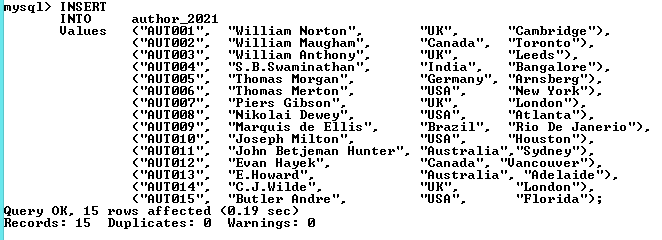 mysql> INSERT
INTO author_2021
Values ("AUT001", "William Norton", "UK", "Cambridge"),
("AUT002", "William Maugham", "Canada", "Toronto"),
("AUT003", "William Anthony", "UK", "Leeds"),
("AUT004", "S.B.Swaminathan", "India", "Bangalore"),
("AUT005", "Thomas Morgan", "Germany", "Arnsberg"),
("AUT006", "Thomas Merton", "USA", "New York"),
("AUT007", "Piers Gibson", "UK", "London"),
("AUT008", "Nikolai Dewey", "USA", "Atlanta"),
("AUT009", "Marquis de Ellis", "Brazil", "Rio De Janerio"),
("AUT010", "Joseph Milton", "USA", "Houston"),
("AUT011", "John Betjeman Hunter", "Australia","Sydney"),
("AUT012", "Evan Hayek", "Canada", "Vancouver"),
("AUT013", "E.Howard", "Australia", "Adelaide"),
("AUT014", "C.J.Wilde", "UK", "London"),
("AUT015", "Butler Andre", "USA", "Florida");
Query OK, 15 rows affected (0.19 sec)
Records: 15 Duplicates: 0 Warnings: 0